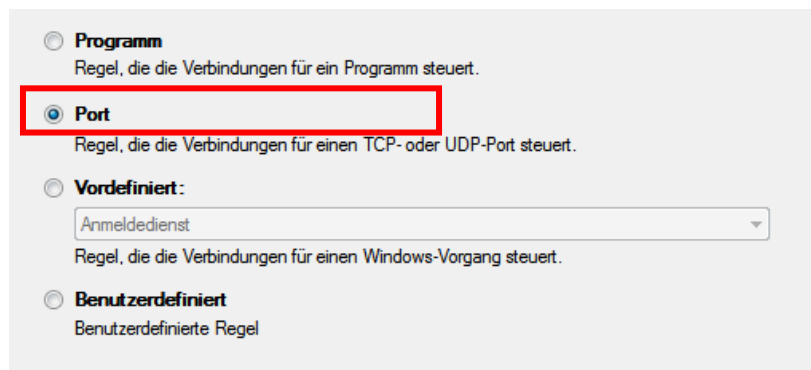 Programm
Regel, die die Verbindungen für ein Programm steuert.
Port
Regel, die die Verbindungen für einen TCP- oder UDP-Port steuert.
Vordefiniert:
Anmeldedienst
Regel, die die Verbindungen für einen Windows-Vorgang steuert.
Benutzerdefiniert
Benutzerdefinierte Regel